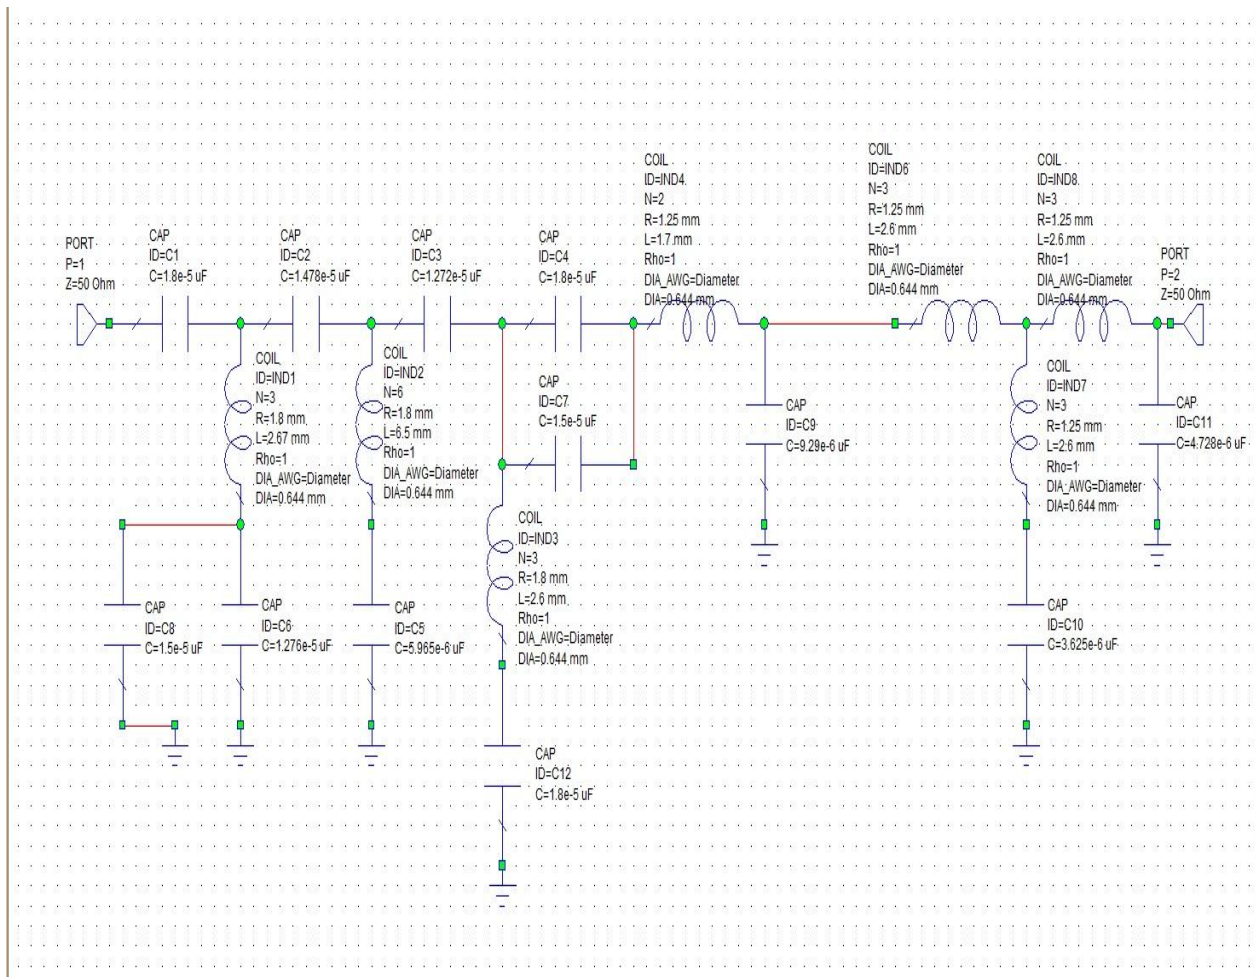 PORT
P=1
Z=50 Ohm
CAP
ID=C1
C=1.8e-5 uF
CAP
ID=C2
C=1.478e-5 uF
CAP
ID=C3
C=1.272e-5 uF
CAP
ID=C4
C=1.8e-5 uF
COIL
ID=IND4
N=2
R=1.25 mm
L=1.7 mm
Rho=1
DIA_AWG=Diameter
DIA=0.644 mm
COIL
ID=IND6
N=3
R=1.25 mm
L=2.6 mm
Rho=1
DIA_AWG=Diameter
DIA=0.644 mm
COIL
ID=IND8
N=3
R=1.25 mm
L=2.6 mm
Rho=1
DIA_AWG=Diameter
DIA=0.644 mm
PORT
P=2
Z=50 Ohm
COIL
ID=IND1
N=3
R=1.8 mm
L=2.67 mm
Rho=1
DIA_AWG=Diameter
DIA=0.644 mm
COIL
ID=IND2
N=6
R=1.8 mm
L=6.5 mm
Rho=1
DIA_AWG=Diameter
DIA=0.644 mm
CAP
ID=C7
C=1.5e-5 uF
CAP
ID=C9
C=9.29e-6 uF
COIL
ID=IND7
N=3
R=1.25 mm
L=2.6 mm
Rho=1
DIA_AWG=Diameter
DIA=0.644 mm
CAP
ID=C11
C=4.728e-6 uF
COIL
ID=IND3
N=3
R=1.8 mm
L=2.6 mm
Rho=1
DIA_AWG=Diameter
DIA=0.644 mm
CAP
ID=C8
C=1.5e-5 uF
CAP
ID=C6
C=1.276e-5 uF
CAP
ID=C5
C=5.965e-6 uF
CAP
ID=C10
C=3.625e-6 uF
CAP
ID=C12
C=1.8e-5 uF